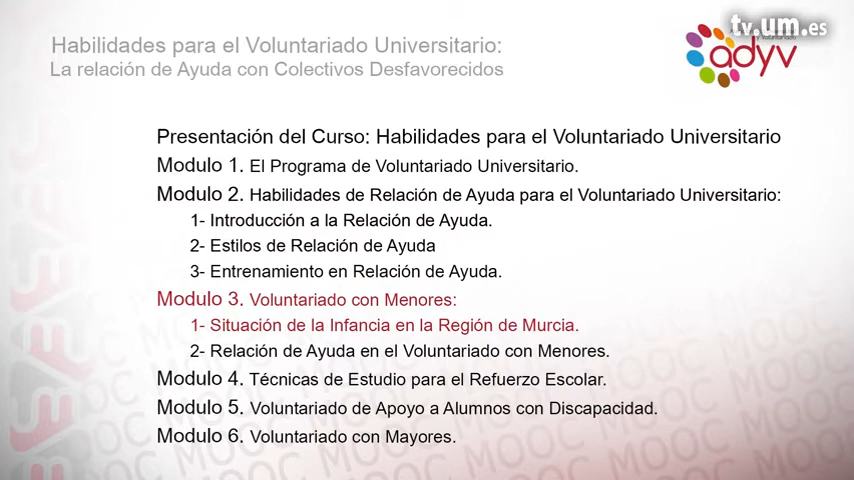 tv.um.es
Habilidades para el Voluntariado Universitario:
La relación de Ayuda con Colectivos Desfavorecidos
adyv
Presentación del Curso: Habilidades para el Voluntariado Universitario
Modulo 1. El Programa de Voluntariado Universitario.
Modulo 2. Habilidades de Relación de Ayuda para el Voluntariado Universitario:
1- Introducción a la Relación de Ayuda.
2- Estilos de Relación de Ayuda
3- Entrenamiento en Relación de Ayuda.
Modulo 3. Voluntariado con Menores:
1- Situación de la Infancia en la Región de Murcia.
2- Relación de Ayuda en el Voluntariado con Menores.
Modulo 4. Técnicas de Estudio para el Refuerzo Escolar.
Modulo 5. Voluntariado de Apoyo a Alumnos con Discapacidad.
Modulo 6. Voluntariado con Mayores.